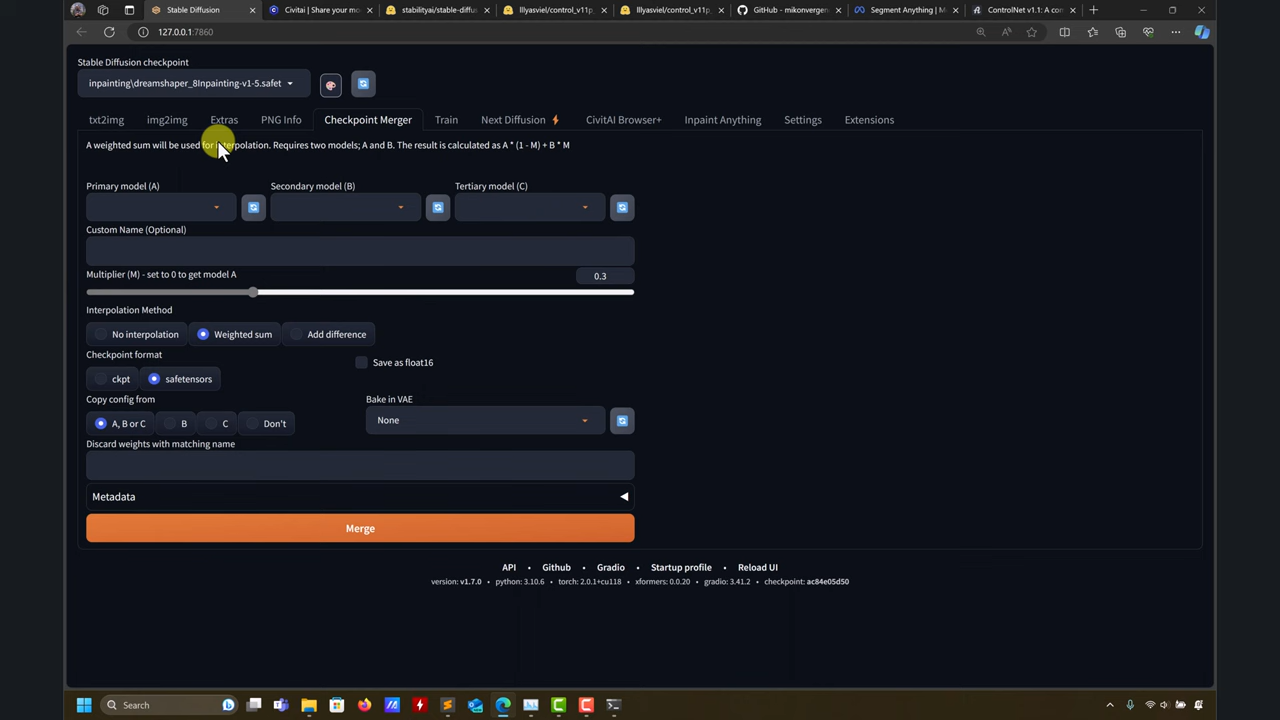 Stable Diffusion
Civitai | Share your mod
stabilityai/stable-diffus
lllyasviel/control_v11p
lllyasviel/control_v11p
GitHub - mikonvergenc
Segment Anything | M
ControlNet v1.1: A con
127.0.0.1:7860
Stable Diffusion checkpoint
inpainting\dreamshaper_8Inpainting-v1-5.safet
txt2img
img2img
Extras
PNG Info
Checkpoint Merger
Train
Next Diffusion ⚡
CivitAI Browser+
Inpaint Anything
Settings
Extensions
A weighted sum will be used for interpolation. Requires two models; A and B. The result is calculated as A * (1 - M) + B * M
Primary model (A)
Secondary model (B)
Tertiary model (C)
Custom Name (Optional)
Multiplier (M) - set to 0 to get model A
0.3
Interpolation Method
No interpolation
Weighted sum
Add difference
Checkpoint format
ckpt
safetensors
Save as float16
Copy config from
A, B or C
B
C
Don't
Bake in VAE
None
Discard weights with matching name
Metadata
Merge
API • Github • Gradio • Startup profile • Reload UI
version: v1.7.0 • python: 3.10.6 • torch: 2.0.1+cu118 • xformers: 0.0.20 • gradio: 3.41.2 • checkpoint: ac84e05d50
Search